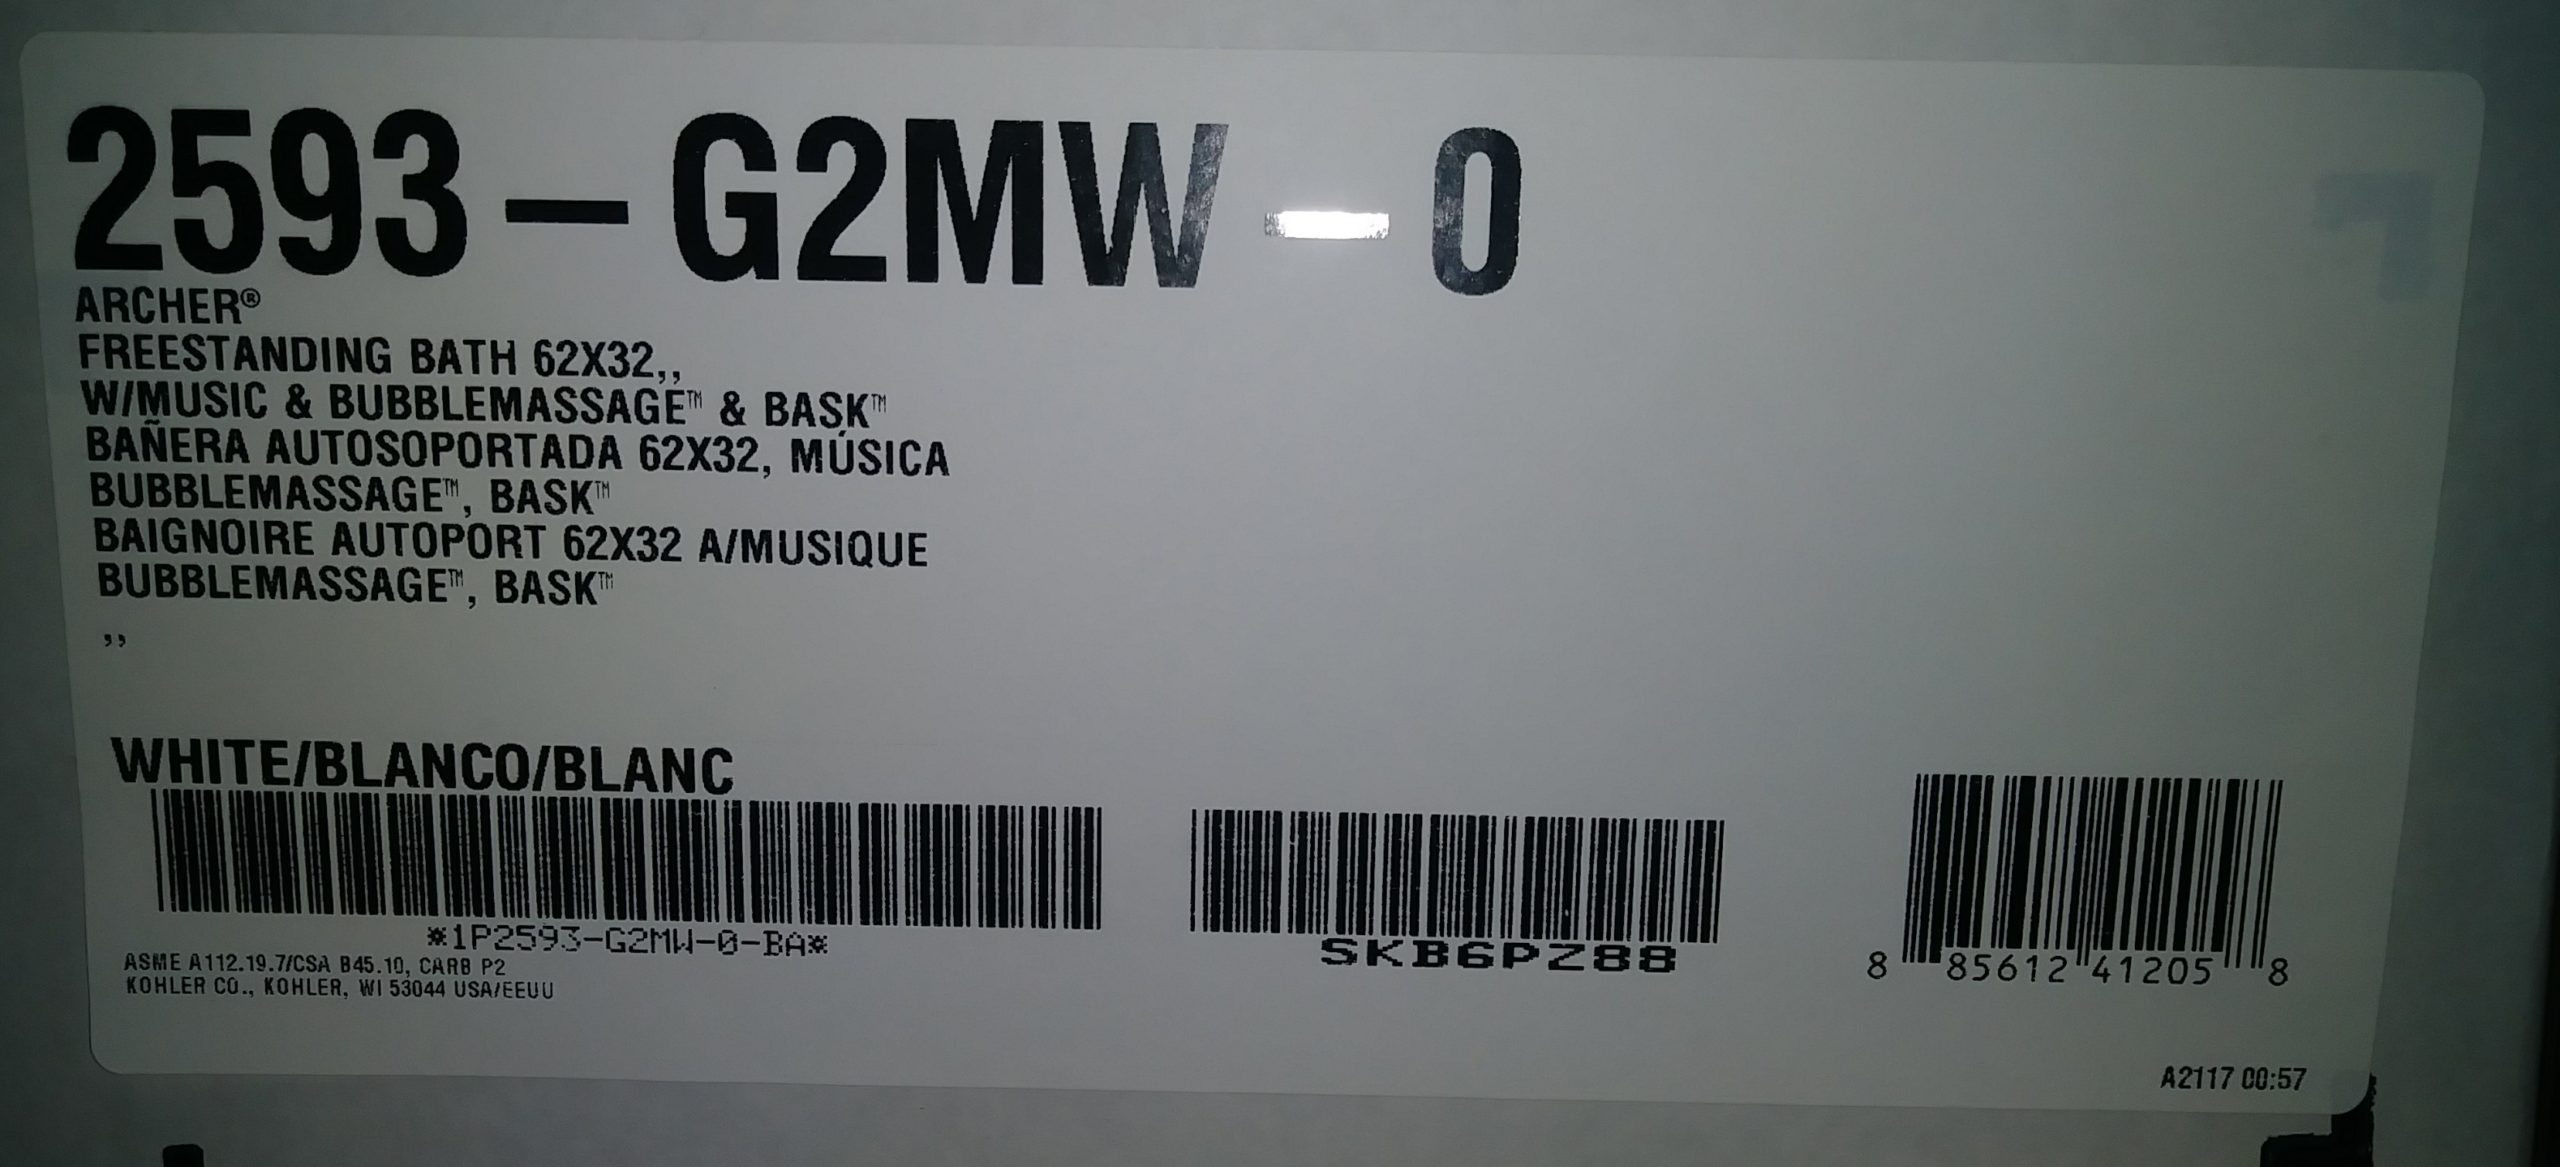 2593-G2MW-0
ARCHER®
FREESTANDING BATH 62X32,,
W/MUSIC & BUBBLEMASSAGE™ & BASK™
BAÑERA AUTOSOPORTADA 62X32, MÚSICA
BUBBLEMASSAGE™, BASK™
BAIGNOIRE AUTOPORT 62X32 A/MUSIQUE
BUBBLEMASSAGE™, BASK™
,,
WHITE/BLANCO/BLANC
*1P2593-G2MW-0-BA*
SKB6PZ88
8 85612 41205 8
ASME A112.19.7/CSA B45.10, CARB P2
KOHLER CO., KOHLER, WI 53044 USA/EEUU
A2117 00:57